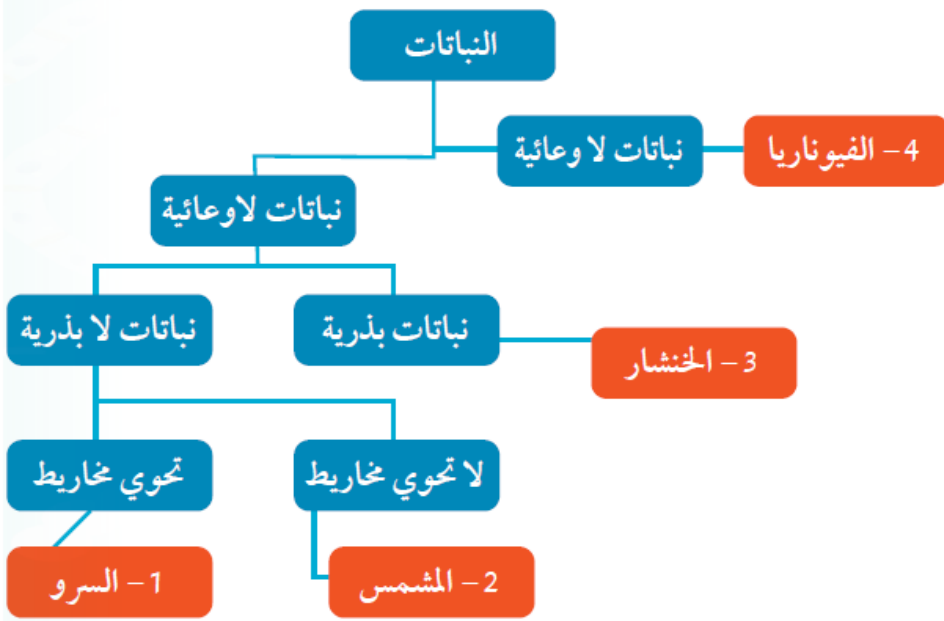 النباتات
نباتات لا وعائية
4- الفيوناريا
نباتات لاوعائية
نباتات بذرية
نباتات لا بذرية
3- الخنشار
لا تحوي مخاريط
تحوي مخاريط
2- المشمس
1- السرو